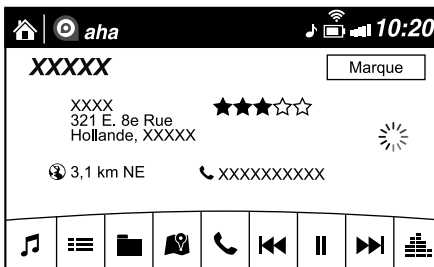 aha 10:20
XXXXX Marque
XXXX
321 E. 8e Rue
Hollande, XXXXX
3,1 km NE XXXXXXXXXX